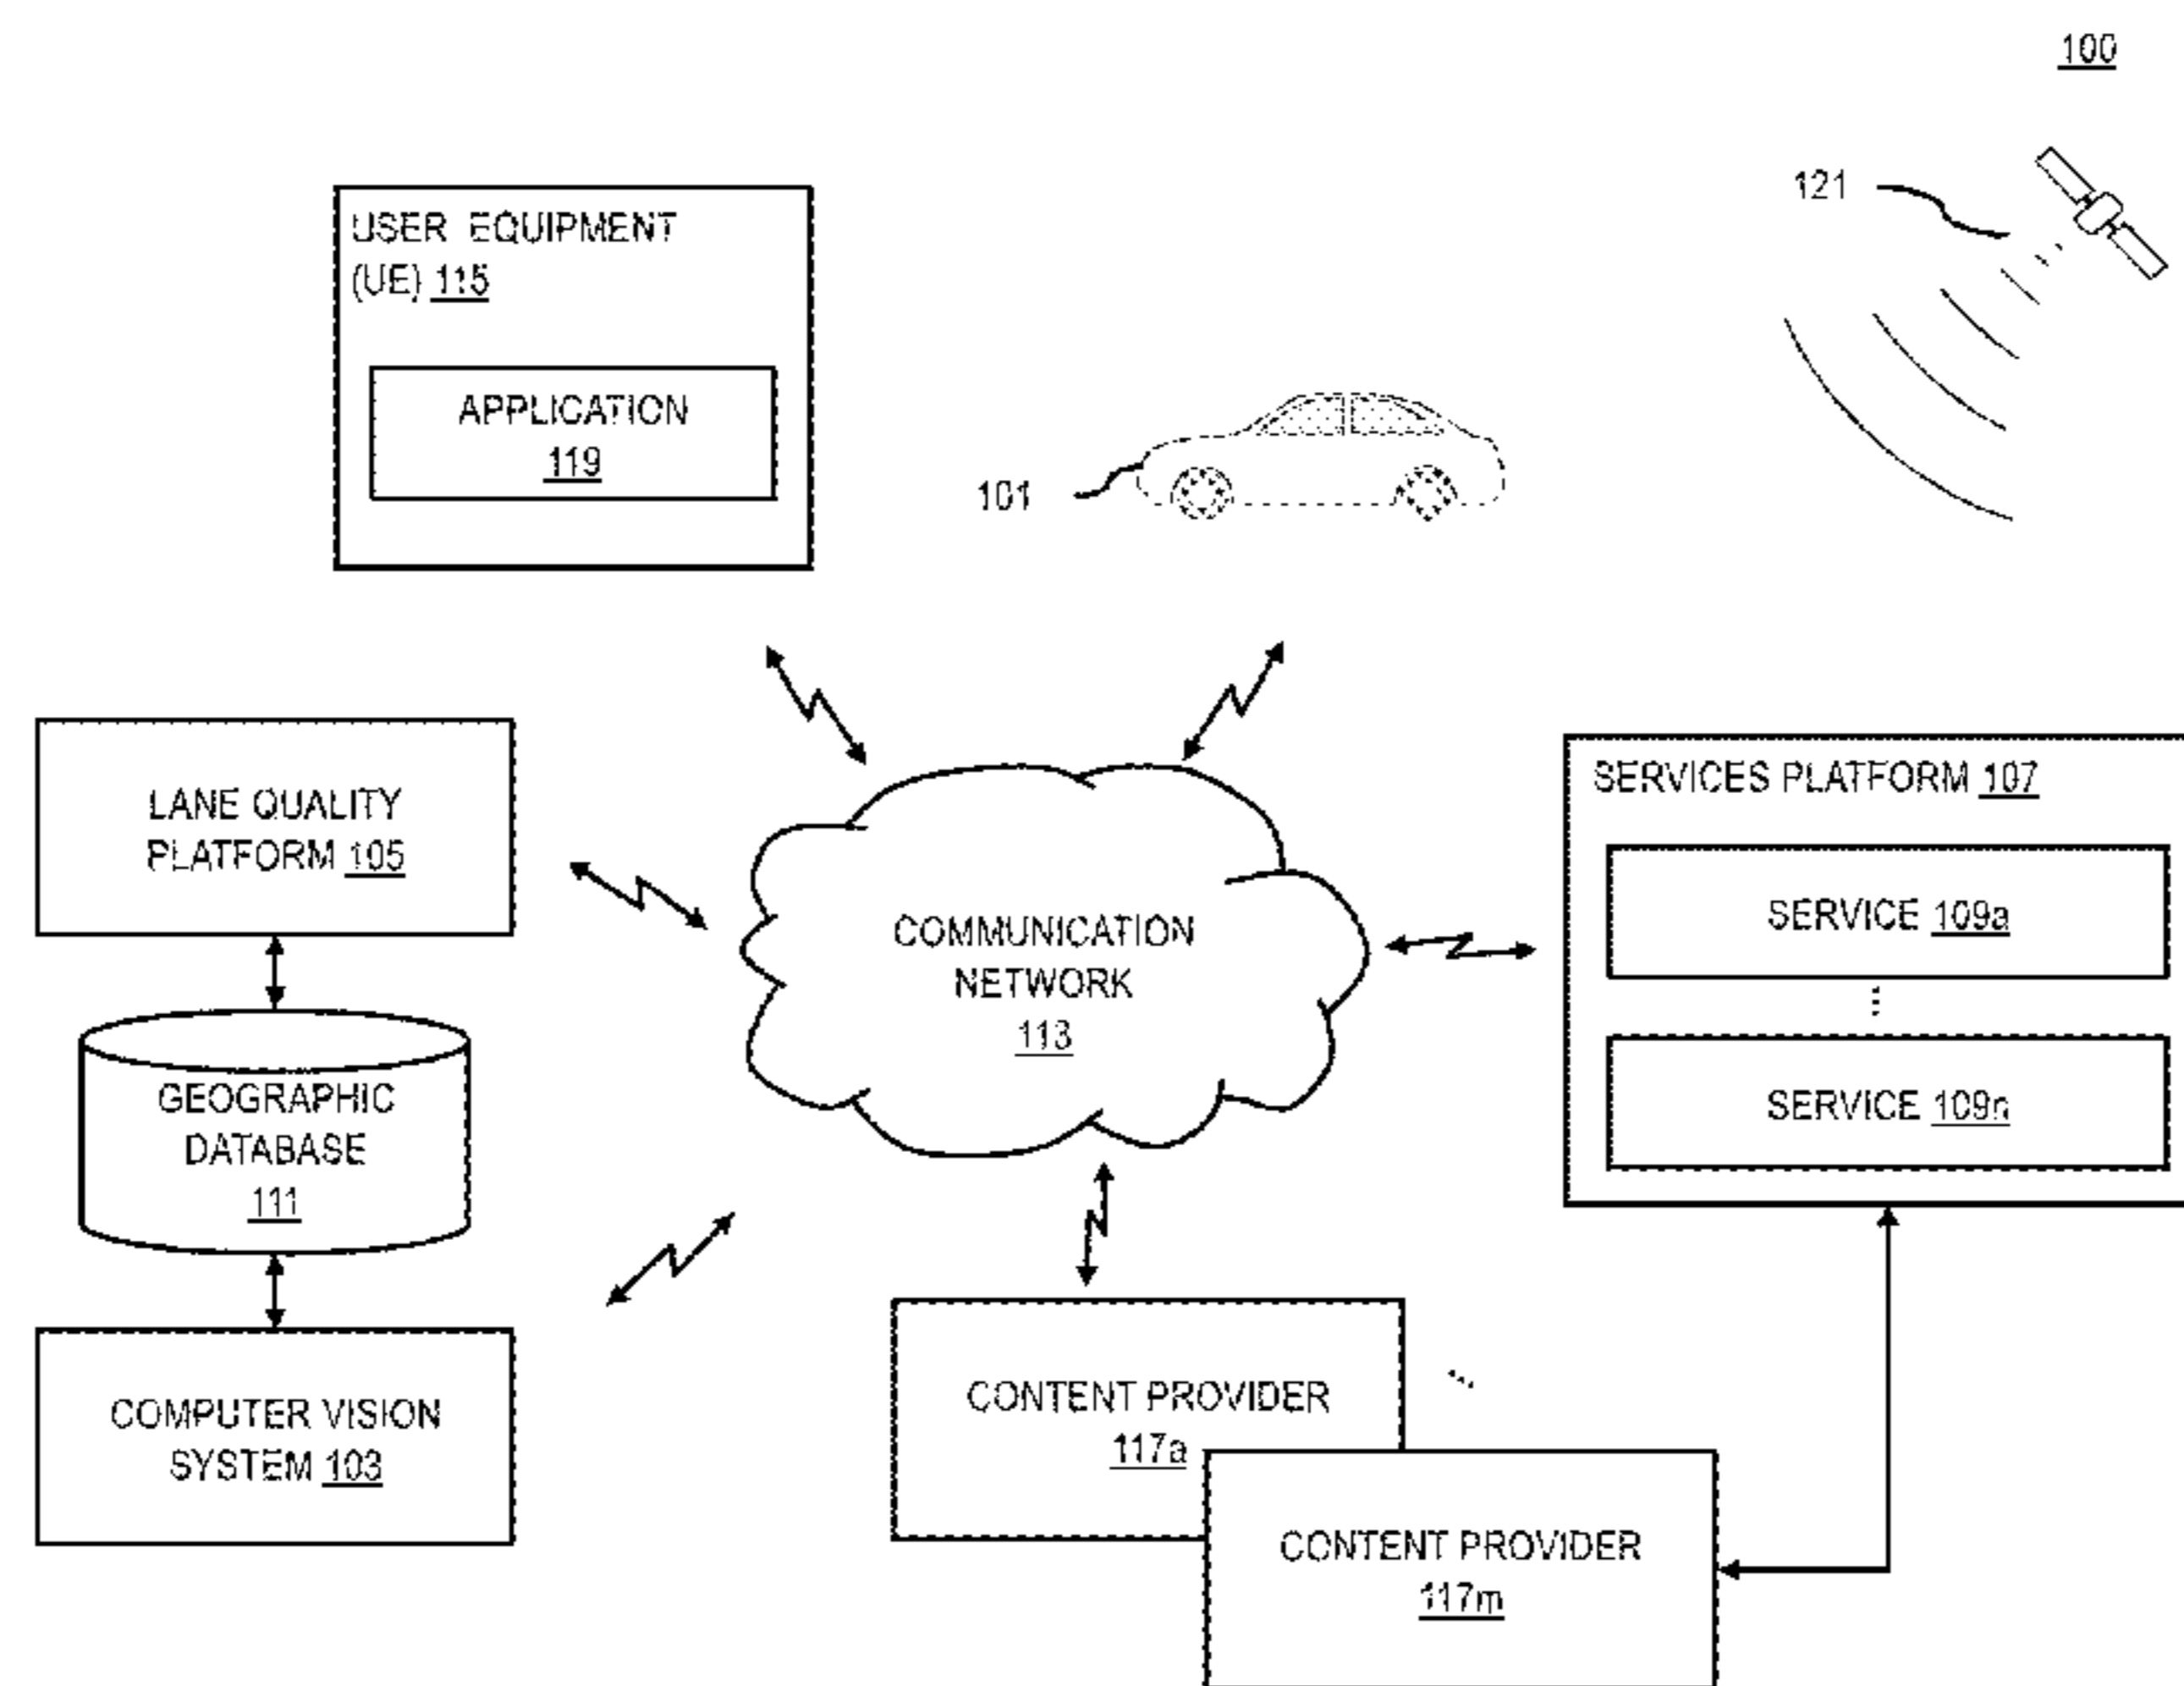 100
121
USER EQUIPMENT
(UE) 115
APPLICATION
119
101
LANE QUALITY
PLATFORM 105
SERVICES PLATFORM 107
SERVICE 109a
...
SERVICE 109n
COMMUNICATION
NETWORK
113
GEOGRAPHIC
DATABASE
111
COMPUTER VISION
SYSTEM 103
CONTENT PROVIDER
117a
...
CONTENT PROVIDER
117m